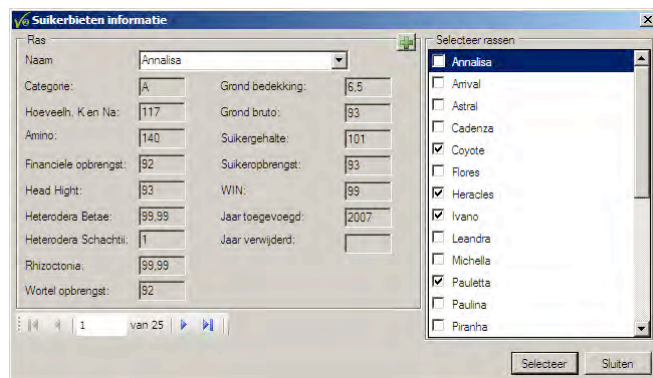 Suikerbieten informatie
Ras
Naam Annalisa
Categorie: A Grond bedekking: 6,5
Hoeveelh. K en Na: 117 Grond bruto: 93
Amino: 140 Suikergehalte: 101
Financiele opbrengst: 92 Suikeropbrengst: 93
Head Hight: 93 WIN: 99
Heterodera Betae: 99,99 Jaar toegevoegd: 2007
Heterodera Schachtii: 1 Jaar verwijderd:
Rhizoctonia: 99,99
Wortel opbrengst: 92
1 van 25
Selecteer rassen
Annalisa
Arrival
Astral
Cadenza
Coyote
Flores
Heracles
Ivano
Leandra
Michella
Pauletta
Paulina
Piranha
Selecteer Sluiten